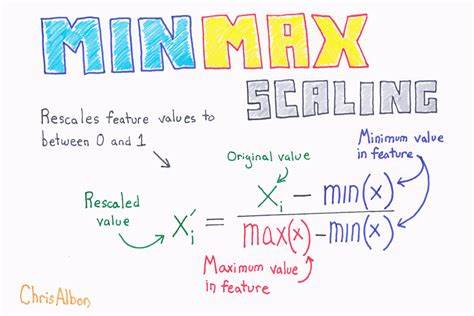 MINMAX
SCALING
Rescales feature values to
between 0 and 1
Minimum value
in feature
Original value
Rescaled
value
X'i = Xi - min(x) / max(x) - min(x)
Maximum value
in feature
ChrisAlbon